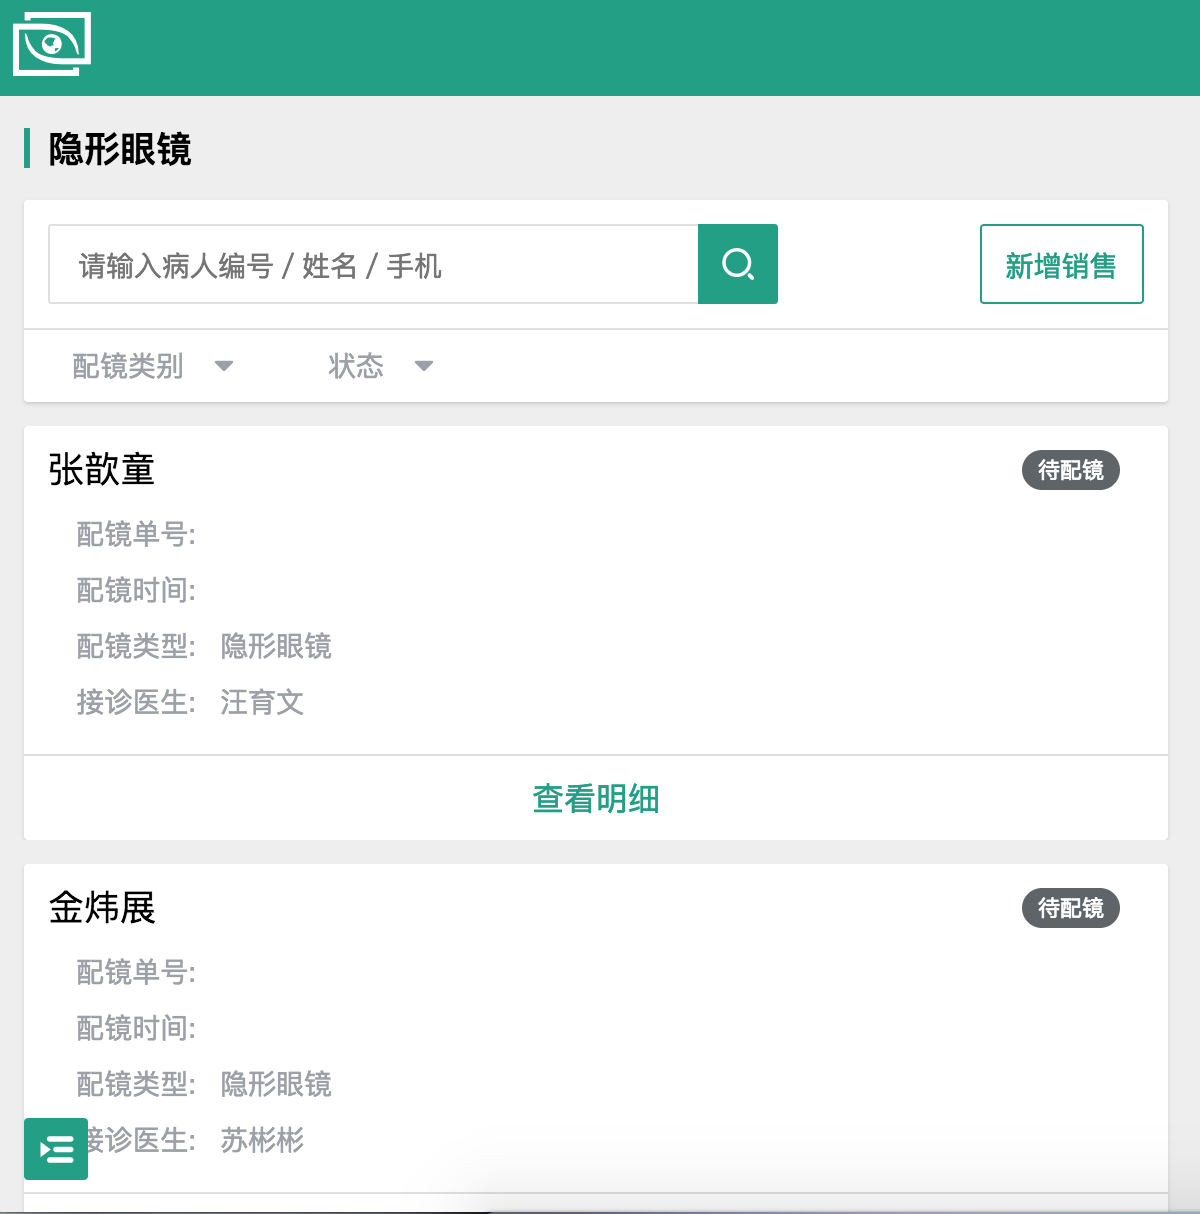 隐形眼镜
请输入病人编号 / 姓名 / 手机
新增销售
配镜类别
状态
张歆童
待配镜
配镜单号:
配镜时间:
配镜类型: 隐形眼镜
接诊医生: 汪育文
查看明细
金炜展
待配镜
配镜单号:
配镜时间:
配镜类型: 隐形眼镜
接诊医生: 苏彬彬